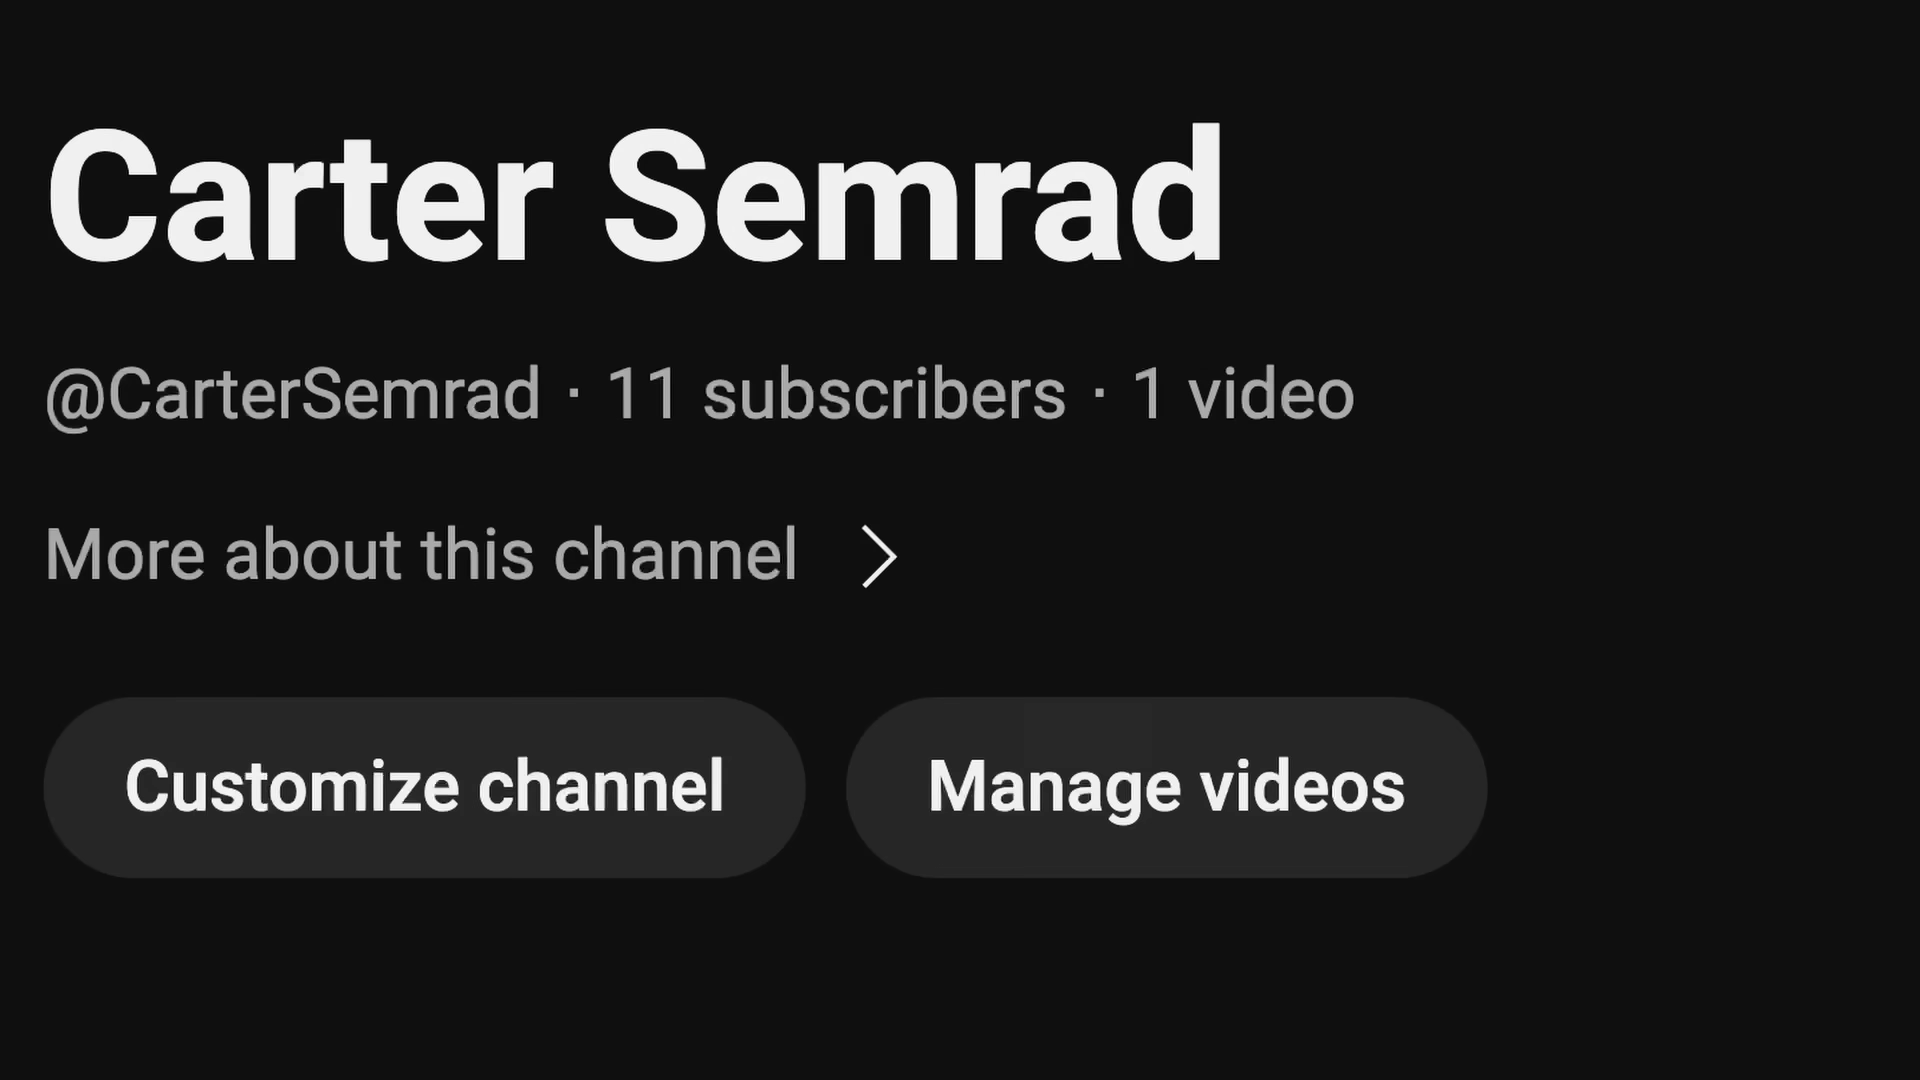 Carter Semrad
@CarterSemrad · 11 subscribers · 1 video
More about this channel
Customize channel
Manage videos